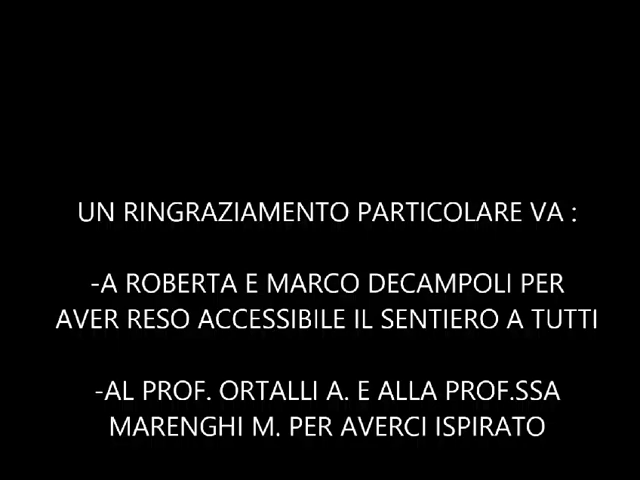 UN RINGRAZIAMENTO PARTICOLARE VA :
-A ROBERTA E MARCO DECAMPOLI PER
AVER RESO ACCESSIBILE IL SENTIERO A TUTTI
-AL PROF. ORTALLI A. E ALLA PROF.SSA
MARENGHI M. PER AVERCI ISPIRATO